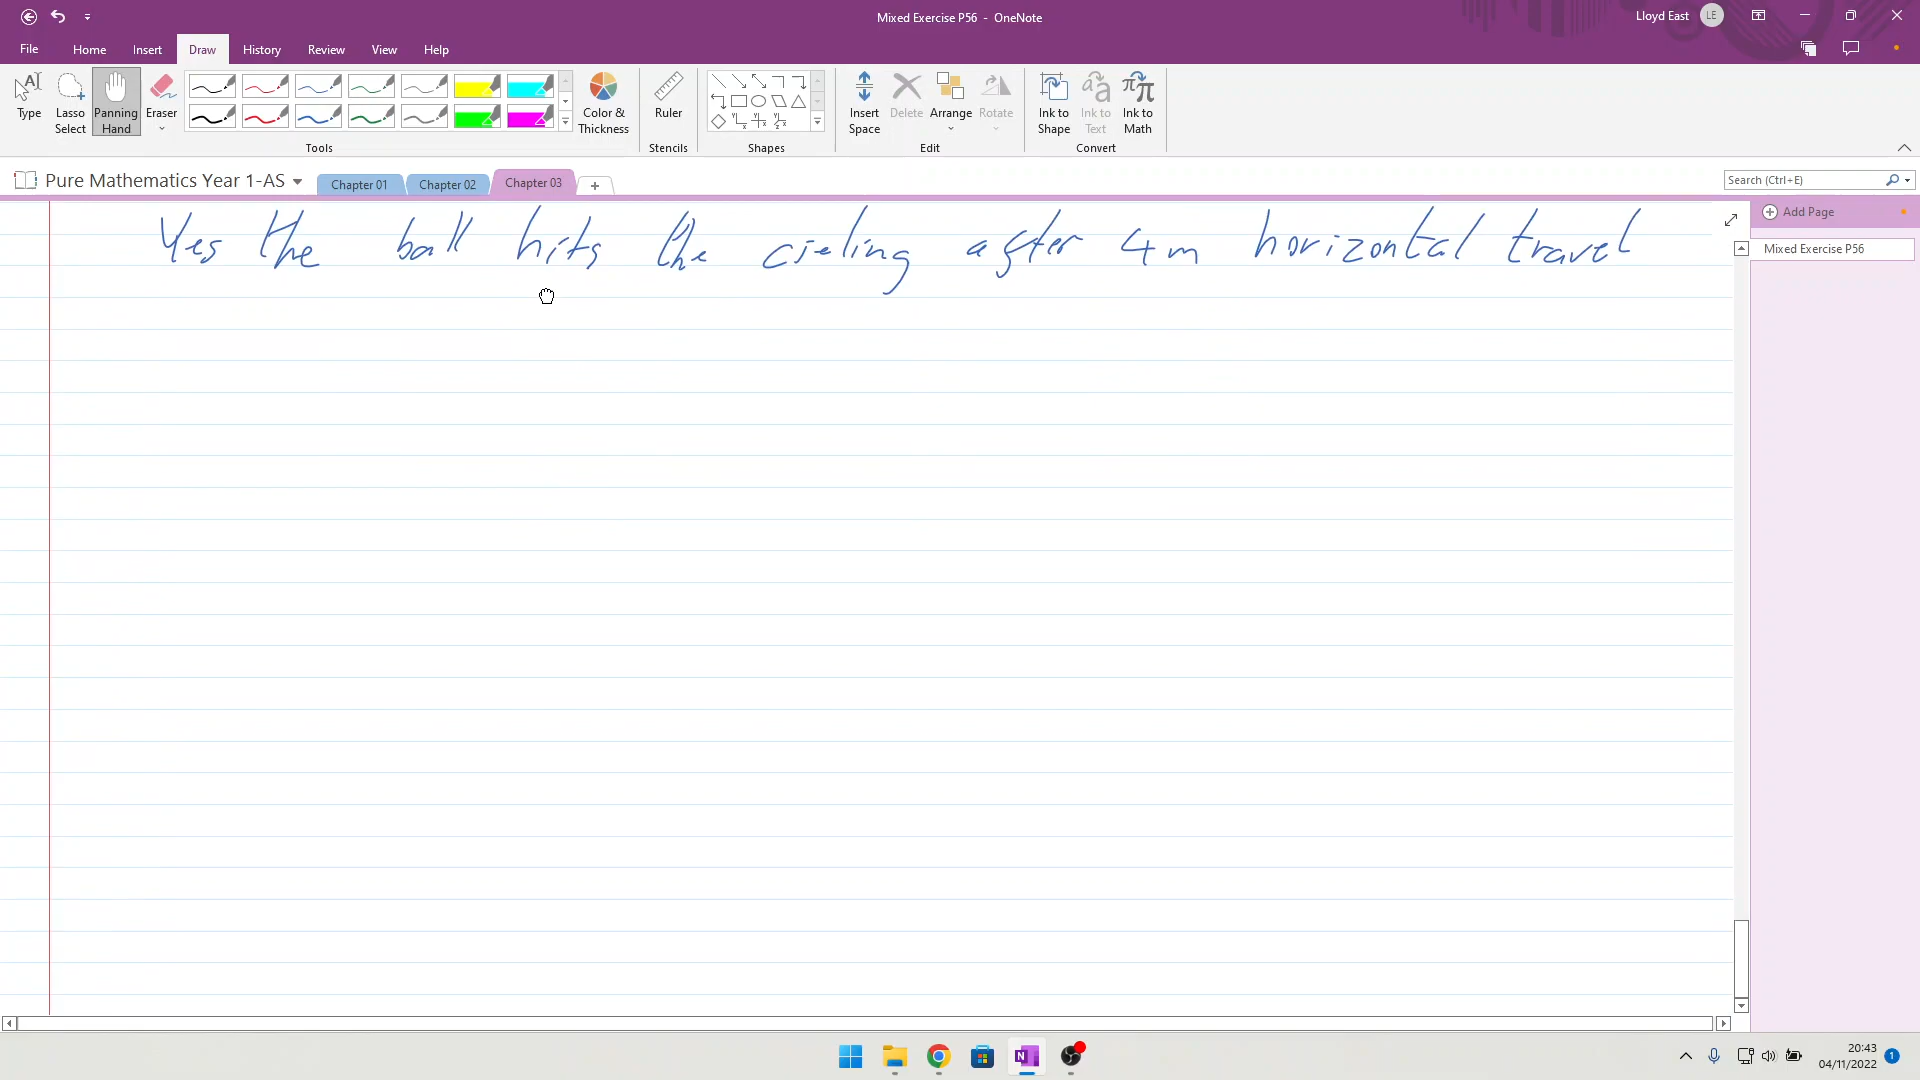 Mixed Exercise P56 - OneNote
Lloyd East
LE
File
Home
Insert
Draw
History
Review
View
Help
Type
Lasso Select
Panning Hand
Eraser
Color & Thickness
Ruler
Insert Space
Delete
Arrange
Rotate
Ink to Shape
Ink to Text
Ink to Math
Tools
Stencils
Shapes
Edit
Convert
Pure Mathematics Year 1-AS
Chapter 01
Chapter 02
Chapter 03
Search (Ctrl+E)
Add Page
Mixed Exercise P56
Yes the ball hits the cieling after 4m horizontal travel
20:43
04/11/2022
1